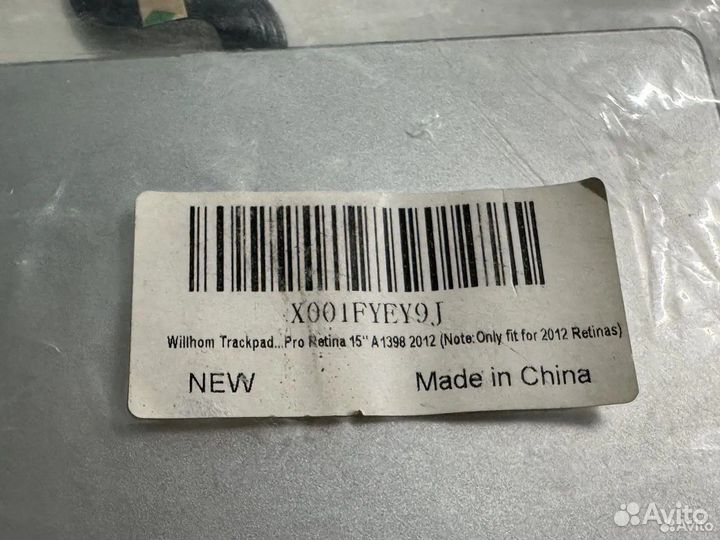 X001FYEY9J
Willhom Trackpad...Pro Retina 15" A1398 2012 (Note:Only fit for 2012 Retinas)
NEW Made in China
Avito
Avito